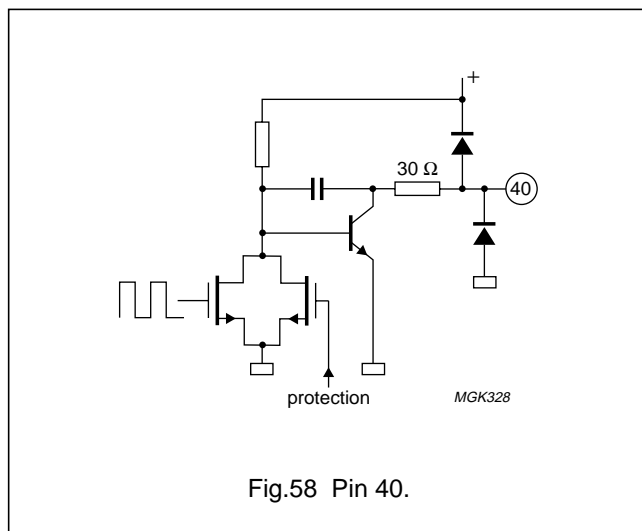 +
30 Ω
40
protection
MGK328
Fig.58 Pin 40.